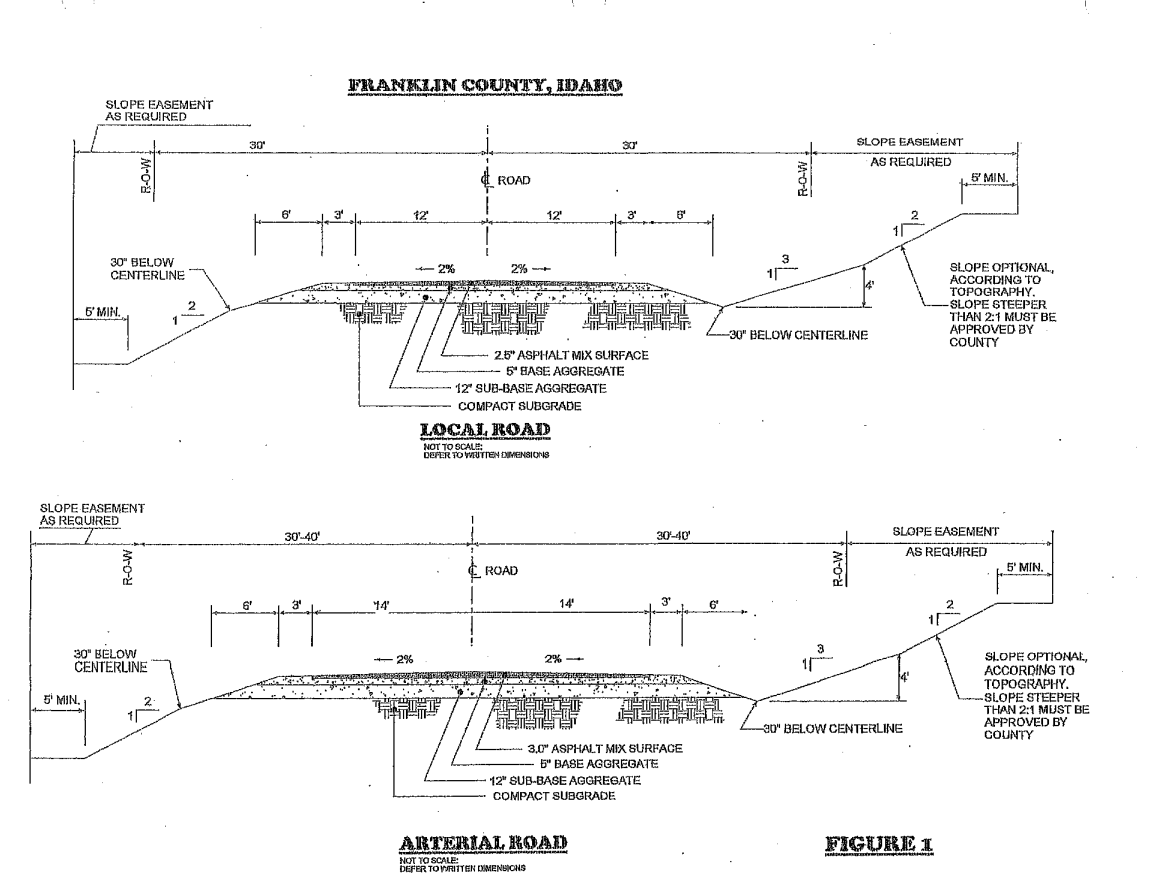 FRANKLIN COUNTY, IDAHO
SLOPE EASEMENT
AS REQUIRED
30'
30'
SLOPE EASEMENT
AS REQUIRED
R-O-W
R-O-W
℄ ROAD
5' MIN.
6'
3'
12'
12'
3'
6'
2
1
30" BELOW
CENTERLINE
2%
2%
3
1
SLOPE OPTIONAL,
ACCORDING TO
TOPOGRAPHY.
SLOPE STEEPER
THAN 2:1 MUST BE
APPROVED BY
COUNTY
4'
5' MIN.
2
1
30" BELOW CENTERLINE
2.5" ASPHALT MIX SURFACE
5" BASE AGGREGATE
12" SUB-BASE AGGREGATE
COMPACT SUBGRADE
LOCAL ROAD
NOT TO SCALE:
DEFER TO WRITTEN DIMENSIONS
SLOPE EASEMENT
AS REQUIRED
30'-40'
30'-40'
SLOPE EASEMENT
AS REQUIRED
R-O-W
R-O-W
℄ ROAD
5' MIN.
6'
3'
14'
14'
3'
6'
2
1
30" BELOW
CENTERLINE
2%
2%
3
1
SLOPE OPTIONAL,
ACCORDING TO
TOPOGRAPHY.
SLOPE STEEPER
THAN 2:1 MUST BE
APPROVED BY
COUNTY
4'
5' MIN.
2
1
30" BELOW CENTERLINE
3.0" ASPHALT MIX SURFACE
5" BASE AGGREGATE
12" SUB-BASE AGGREGATE
COMPACT SUBGRADE
ARTERIAL ROAD
NOT TO SCALE:
DEFER TO WRITTEN DIMENSIONS
FIGURE 1